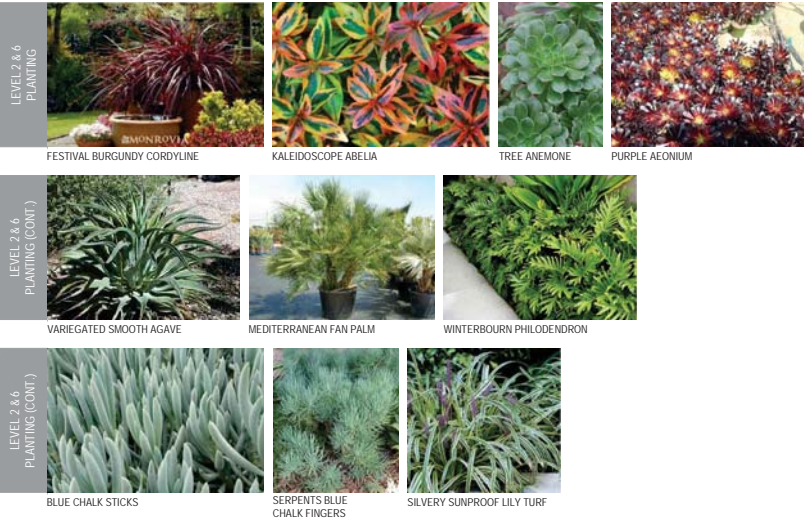 LEVEL 2 & 6
PLANTING
MONROVIA
FESTIVAL BURGUNDY CORDYLINE
KALEIDOSCOPE ABELIA
TREE ANEMONE
PURPLE AEONIUM
LEVEL 2 & 6
PLANTING (CONT.)
VARIEGATED SMOOTH AGAVE
MEDITERRANEAN FAN PALM
WINTERBOURN PHILODENDRON
LEVEL 2 & 6
PLANTING (CONT.)
BLUE CHALK STICKS
SERPENTS BLUE
CHALK FINGERS
SILVERY SUNPROOF LILY TURF